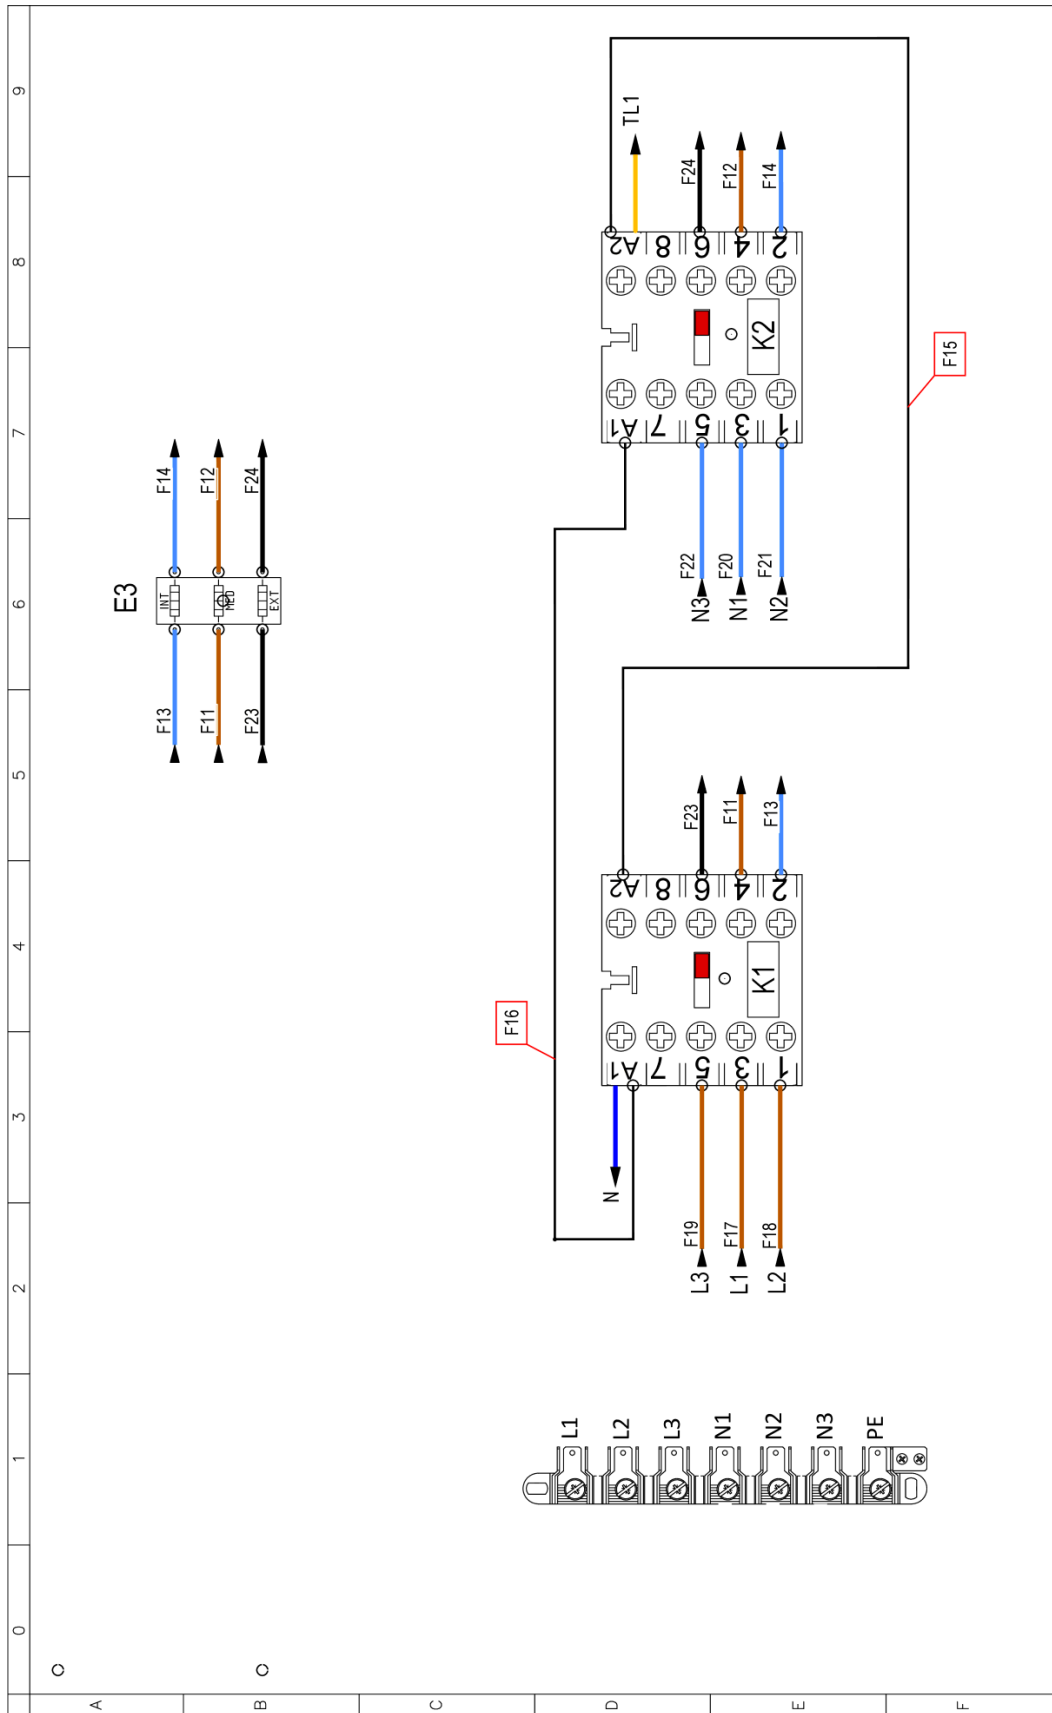 0
1
2
3
4
5
6
7
8
9
A
B
C
D
E
F
E3
INT
MED
EXT
F13
F11
F23
F14
F12
F24
L1
L2
L3
N1
N2
N3
PE
F16
N
F19
L3
F17
L1
F18
L2
A1
7
5
3
1
K1
A2
8
6
4
2
F23
F11
F13
F15
F22
N3
F20
N1
F21
N2
A1
7
5
3
1
K2
A2
8
6
4
2
TL1
F24
F12
F14